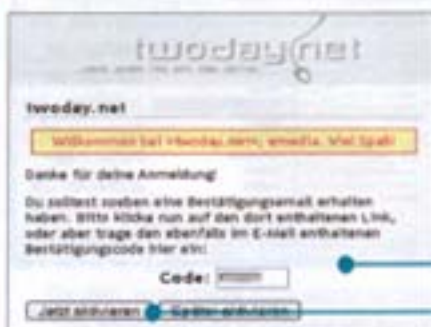 twoday.net
twoday.net
Willkommen bei twoday.net, emedia. Viel Spaß!
Danke für deine Anmeldung!
Du solltest soeben eine Bestätigungsemail erhalten
haben. Bitte klicke nun auf den dort enthaltenen Link,
oder aber trage den ebenfalls im E-Mail enthaltenen
Bestätigungscode hier ein:
Code:
Jetzt aktivieren Später aktivieren